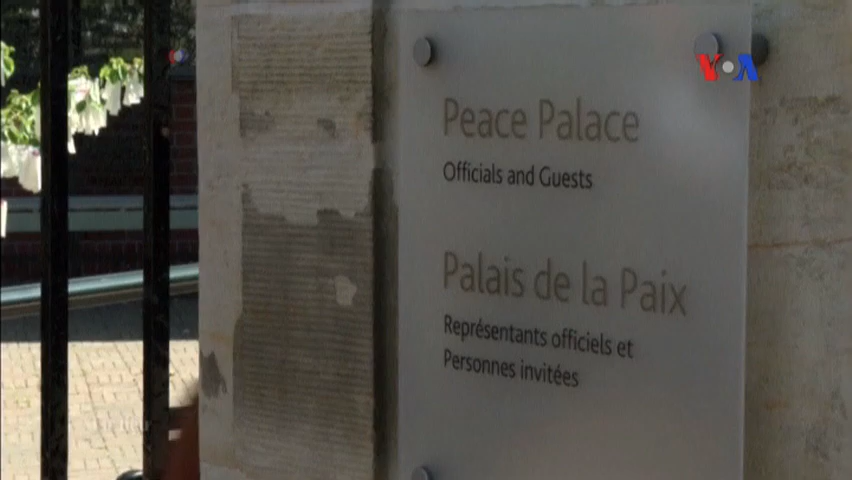 VOA
Peace Palace
Officials and Guests
Palais de la Paix
Représentants officiels et
Personnes invitées